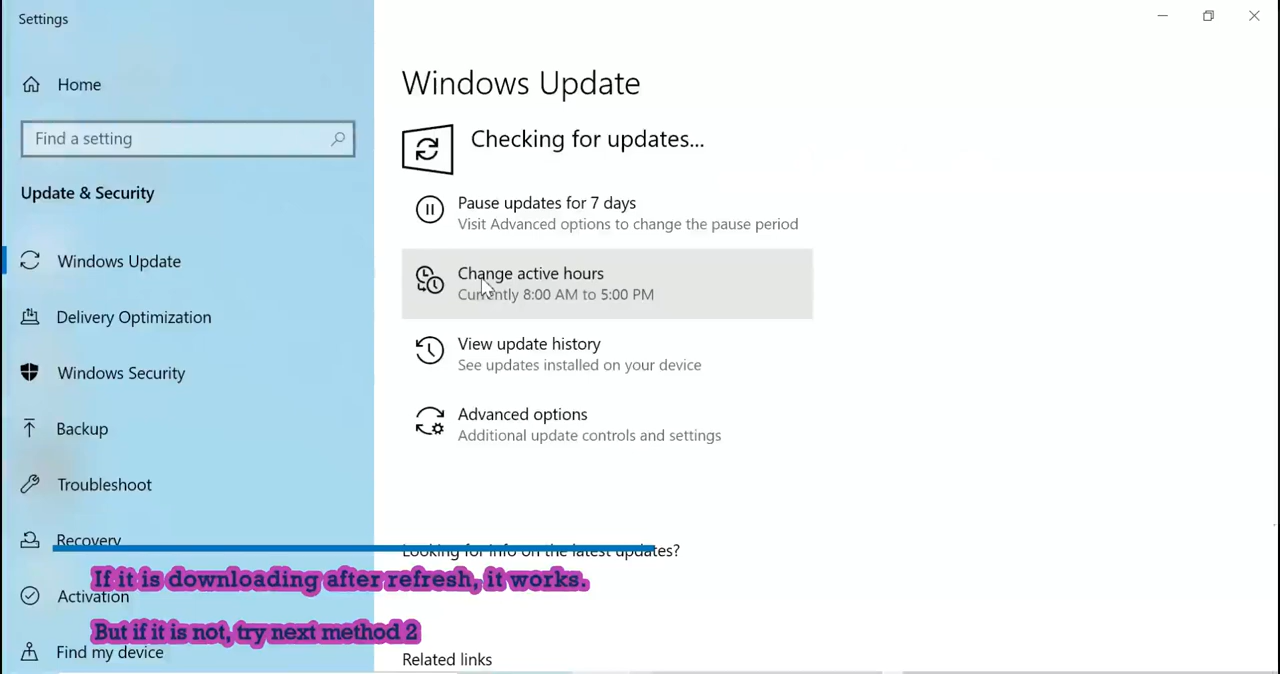 Settings
Home
Find a setting
Update & Security
Windows Update
Delivery Optimization
Windows Security
Backup
Troubleshoot
Recovery
Activation
Find my device
Windows Update
Checking for updates...
Pause updates for 7 days
Visit Advanced options to change the pause period
Change active hours
Currently 8:00 AM to 5:00 PM
View update history
See updates installed on your device
Advanced options
Additional update controls and settings
Looking for info on the latest updates?
Related links
If it is downloading after refresh, it works.
But if it is not, try next method 2